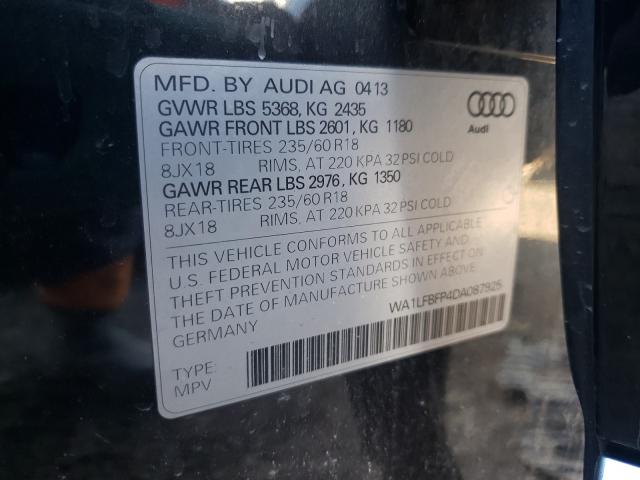 MFD. BY AUDI AG 0413
GVWR LBS 5368, KG 2435
GAWR FRONT LBS 2601, KG 1180
FRONT-TIRES 235/60 R18
8JX18 RIMS, AT 220 KPA 32 PSI COLD
GAWR REAR LBS 2976, KG 1350
REAR-TIRES 235/60 R18
8JX18 RIMS, AT 220 KPA 32 PSI COLD
Audi
THIS VEHICLE CONFORMS TO ALL APPLICABLE
U.S. FEDERAL MOTOR VEHICLE SAFETY AND
THEFT PREVENTION STANDARDS IN EFFECT ON
THE DATE OF MANUFACTURE SHOWN ABOVE.
GERMANY
WA1LFBFP4DA087925
TYPE:
MPV